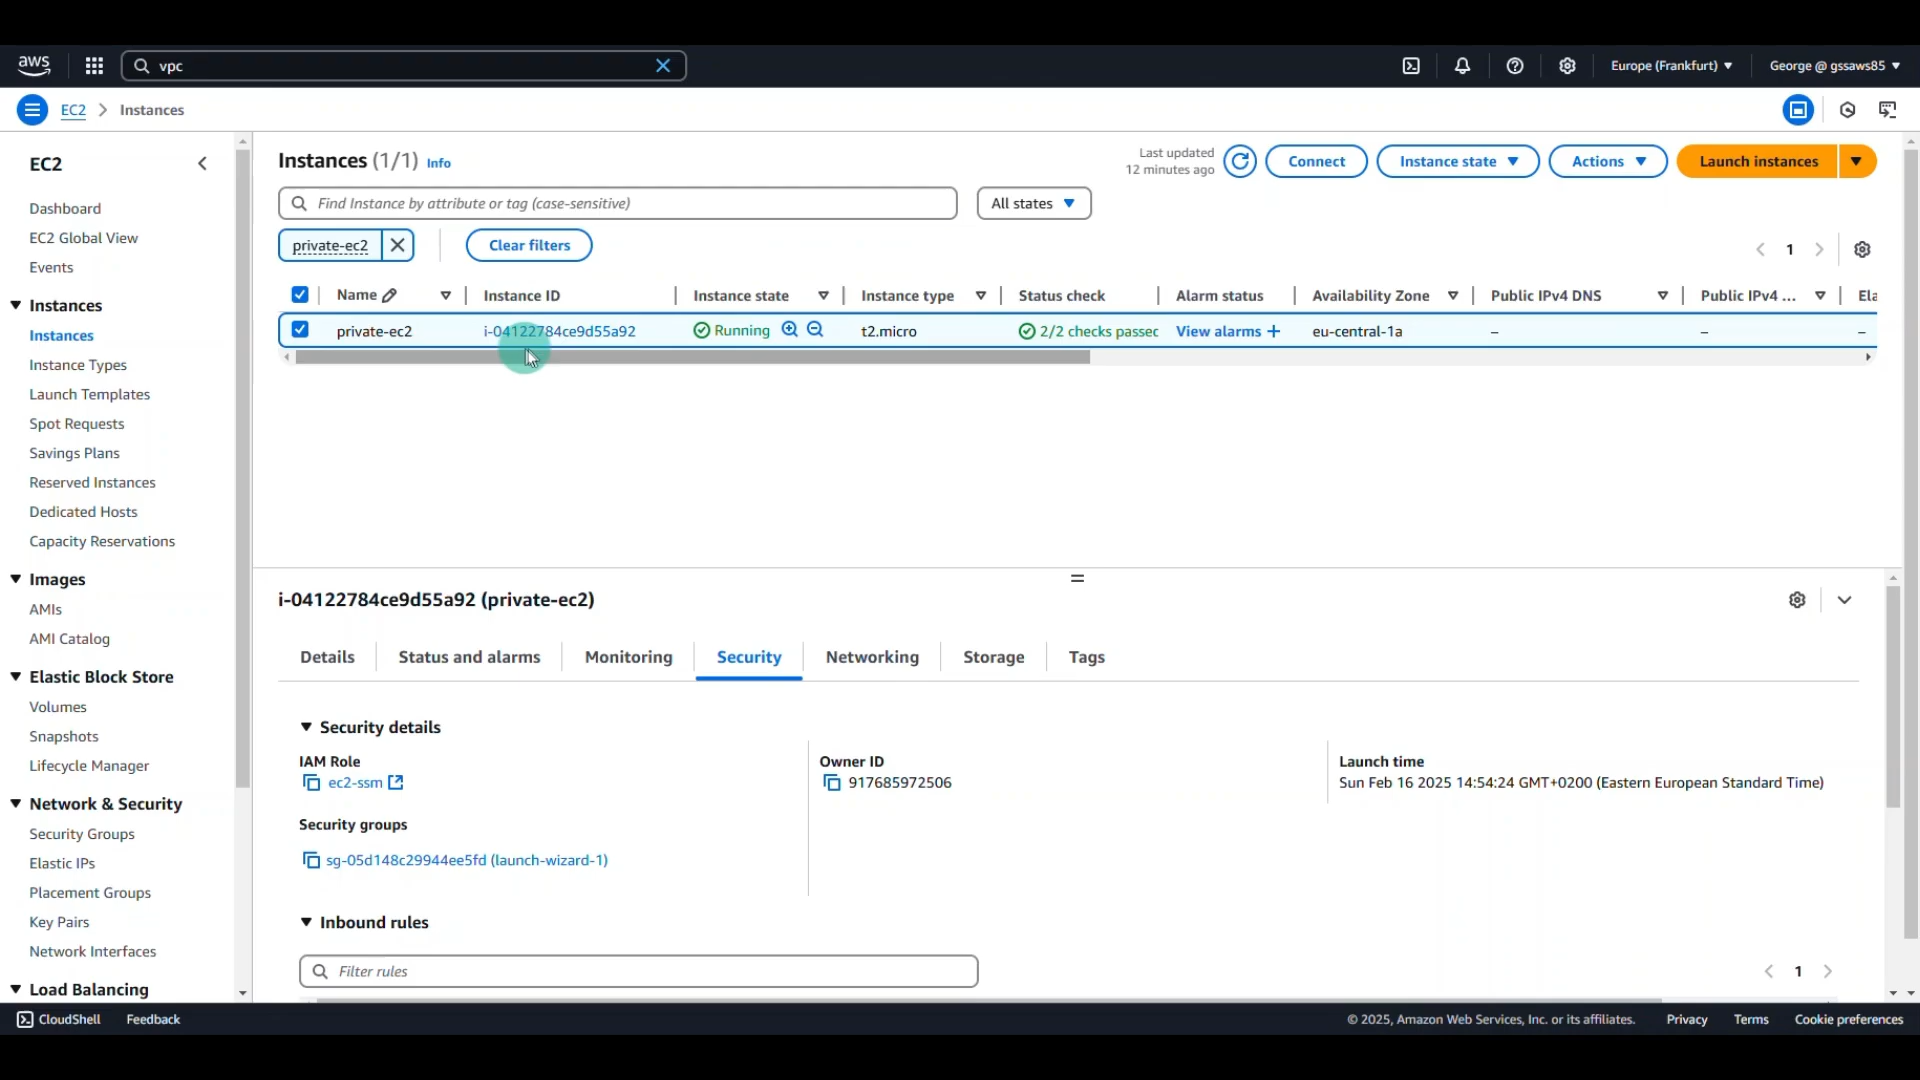 aws
vpc
Europe (Frankfurt)
George @ gssaws85
EC2
Instances
EC2
Dashboard
EC2 Global View
Events
Instances
Instances
Instance Types
Launch Templates
Spot Requests
Savings Plans
Reserved Instances
Dedicated Hosts
Capacity Reservations
Images
AMIs
AMI Catalog
Elastic Block Store
Volumes
Snapshots
Lifecycle Manager
Network & Security
Security Groups
Elastic IPs
Placement Groups
Key Pairs
Network Interfaces
Load Balancing
Instances (1/1) Info
Last updated
12 minutes ago
Connect
Instance state
Actions
Launch instances
Find Instance by attribute or tag (case-sensitive)
All states
private-ec2
Clear filters
1
Name Instance ID Instance state Instance type Status check Alarm status Availability Zone Public IPv4 DNS Public IPv4 ... Ela
private-ec2 i-04122784ce9d55a92 Running t2.micro 2/2 checks passec View alarms + eu-central-1a – – –
i-04122784ce9d55a92 (private-ec2)
Details
Status and alarms
Monitoring
Security
Networking
Storage
Tags
Security details
IAM Role
ec2-ssm
Owner ID
917685972506
Launch time
Sun Feb 16 2025 14:54:24 GMT+0200 (Eastern European Standard Time)
Security groups
sg-05d148c29944ee5fd (launch-wizard-1)
Inbound rules
Filter rules
1
CloudShell
Feedback
© 2025, Amazon Web Services, Inc. or its affiliates.
Privacy
Terms
Cookie preferences